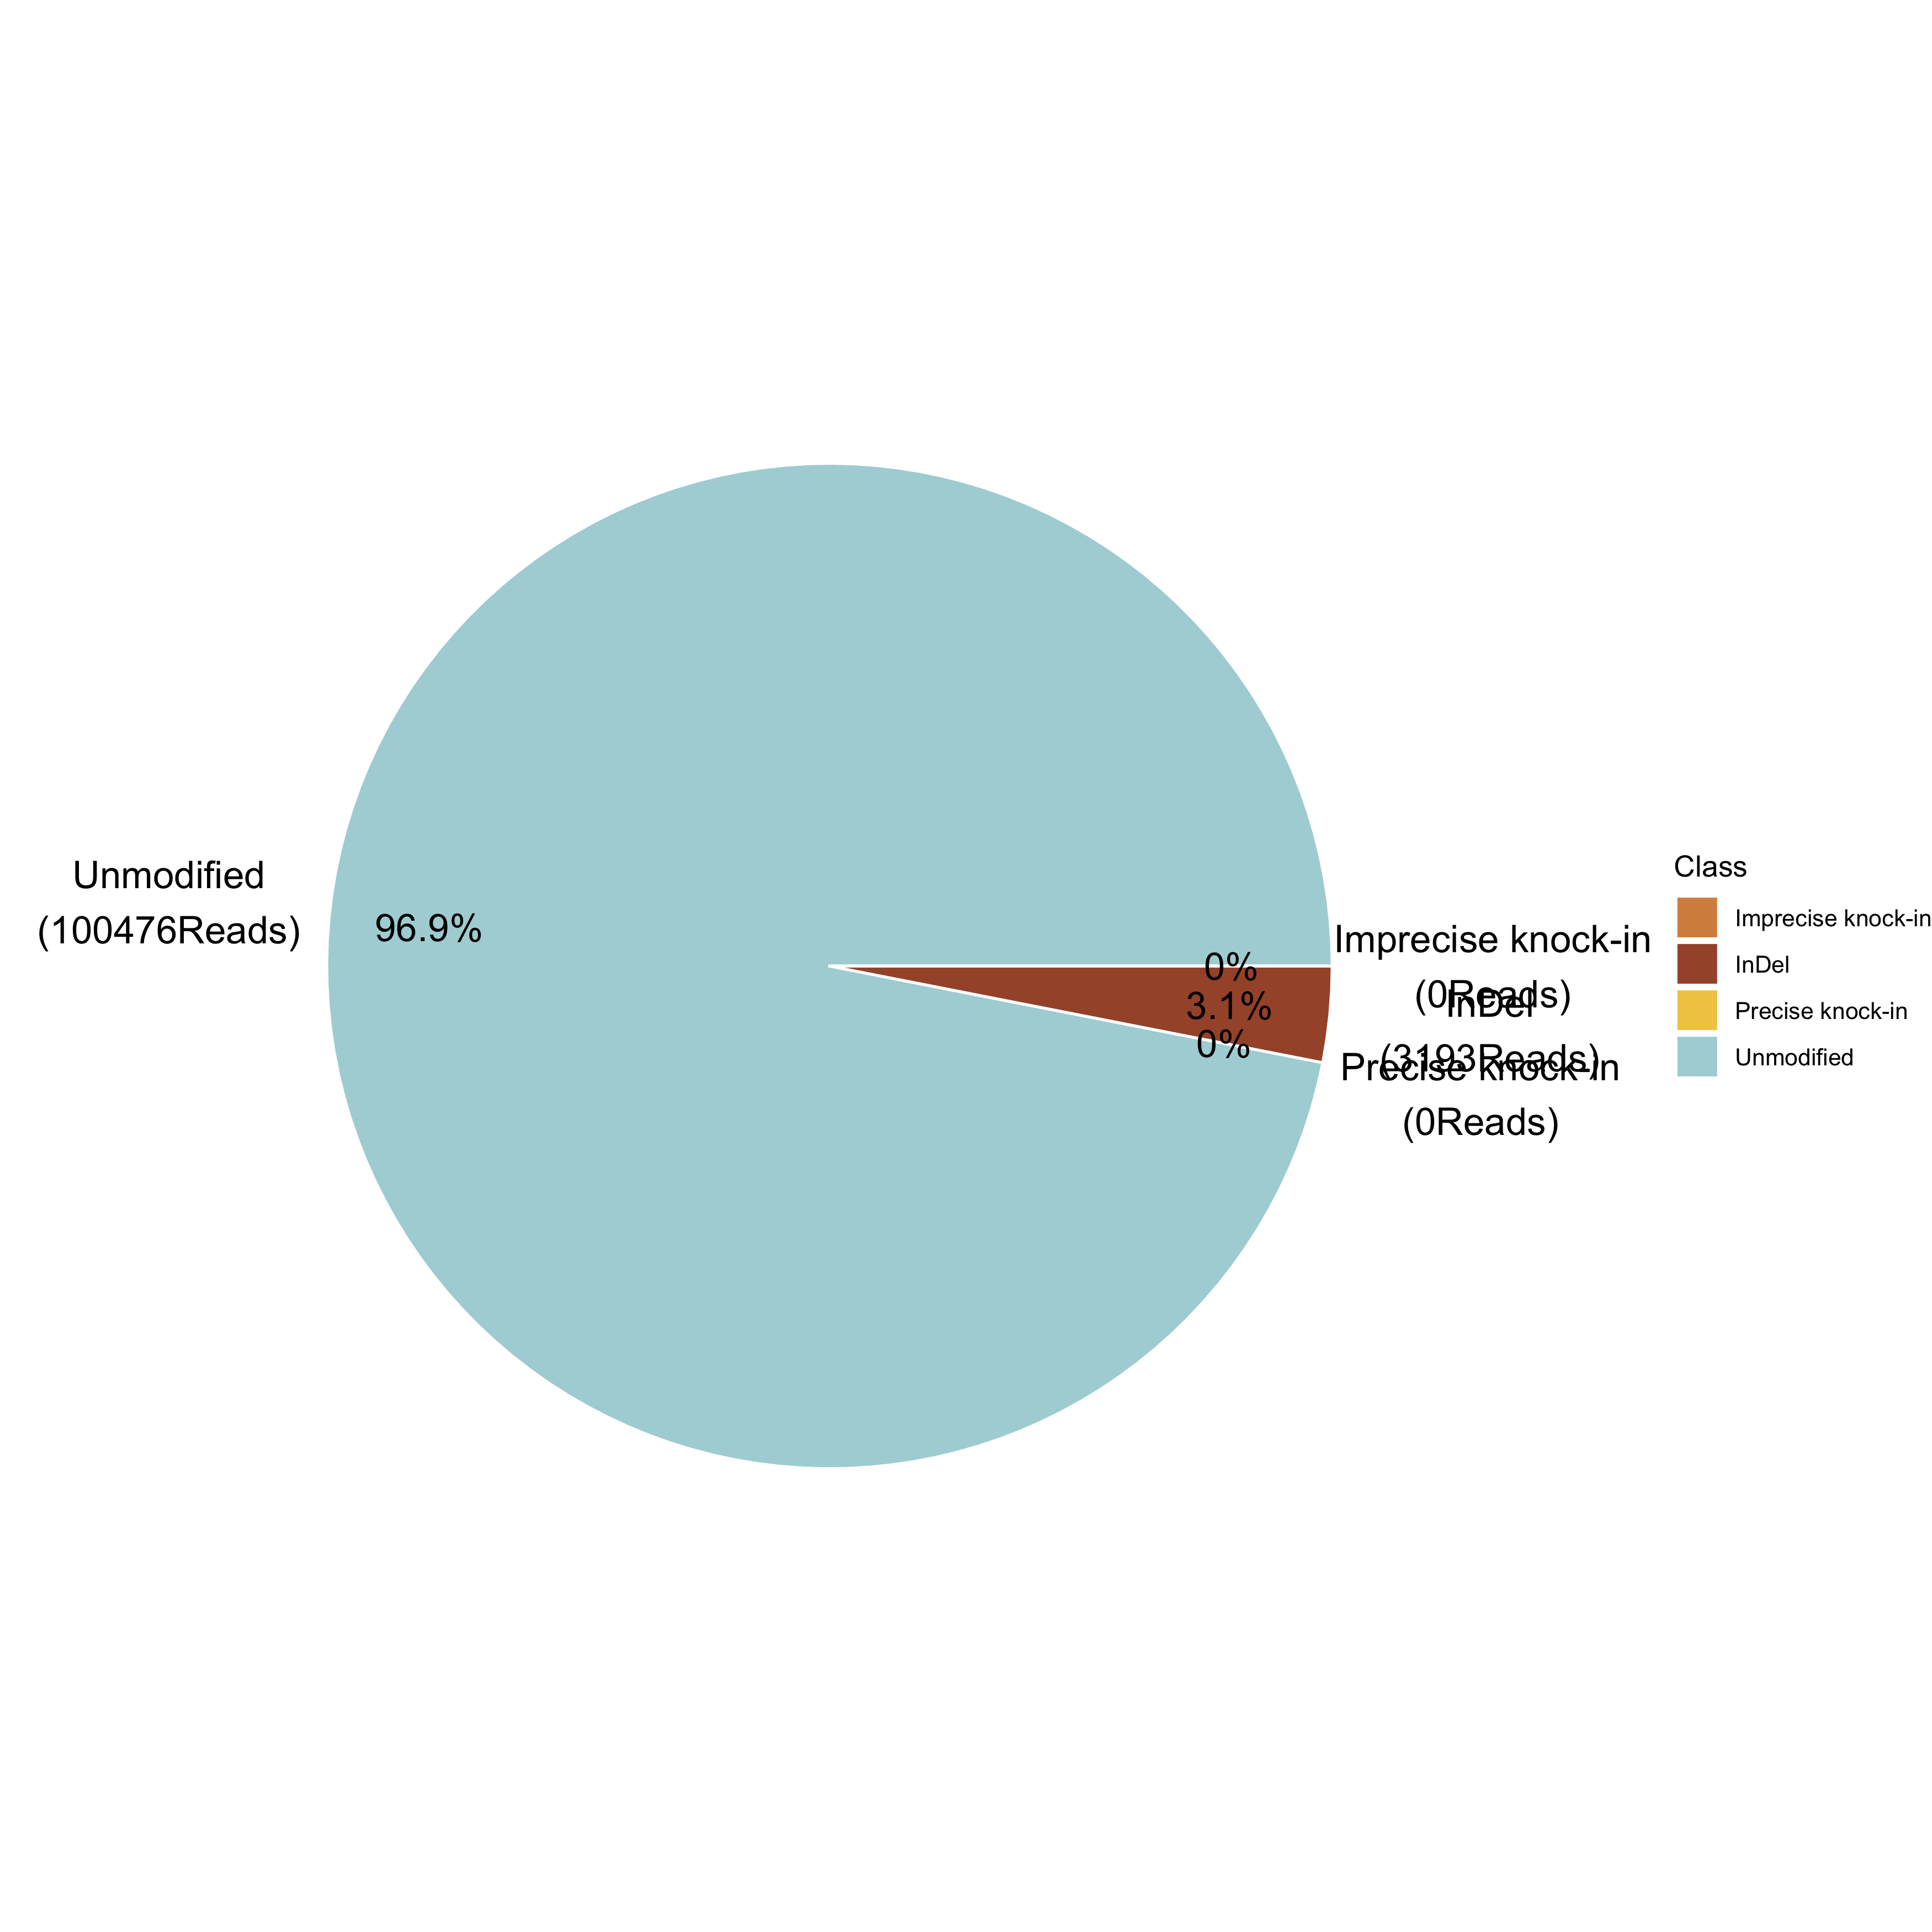 Unmodified
(100476Reads)
96.9%
0%
3.1%
0%
Imprecise knock-in
(0Reads)
InDel
(3193Reads)
Precise knock-in
(0Reads)
Class
Imprecise knock-in
InDel
Precise knock-in
Unmodified